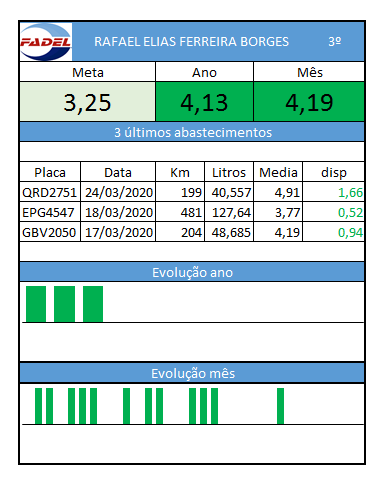 FADEL
RAFAEL ELIAS FERREIRA BORGES 3º
Meta Ano Mês
3,25 4,13 4,19
3 últimos abastecimentos
Placa Data Km Litros Media disp
QRD2751 24/03/2020 199 40,557 4,91 1,66
EPG4547 18/03/2020 481 127,64 3,77 0,52
GBV2050 17/03/2020 204 48,685 4,19 0,94
Evolução ano
Evolução mês